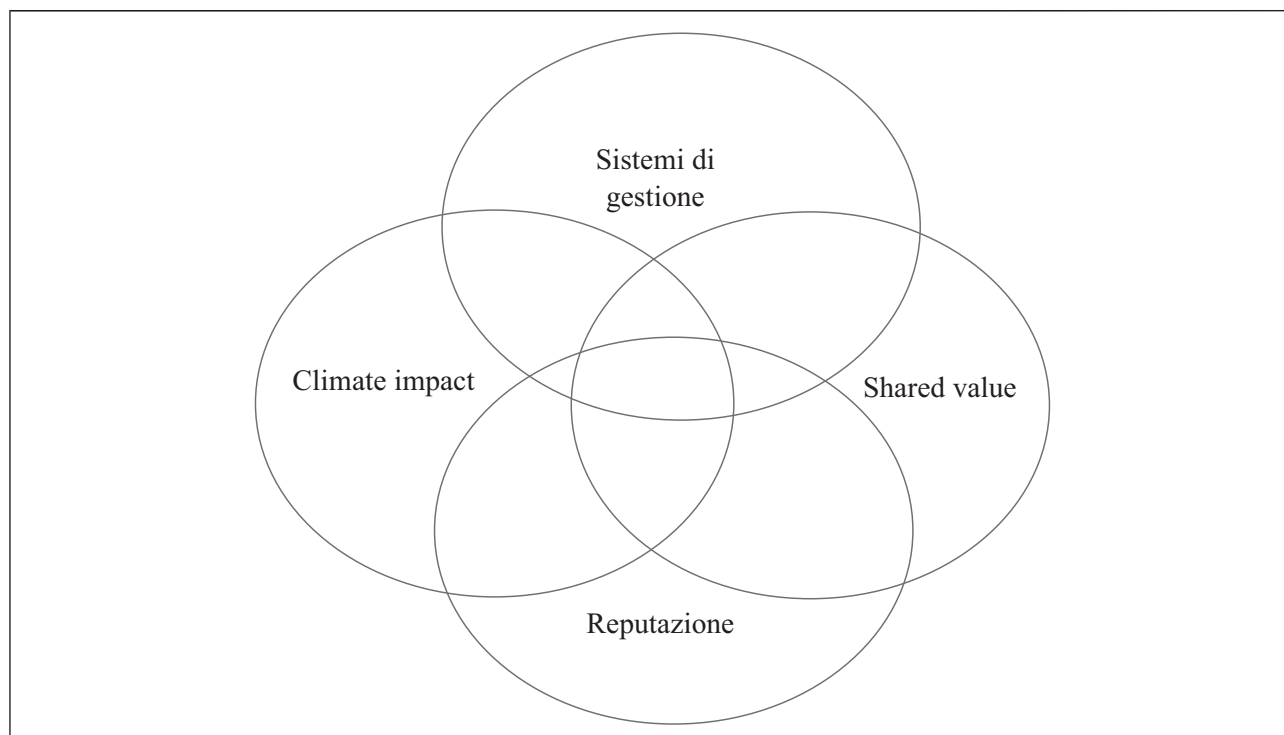 Sistemi di
gestione
Climate impact
Shared value
Reputazione